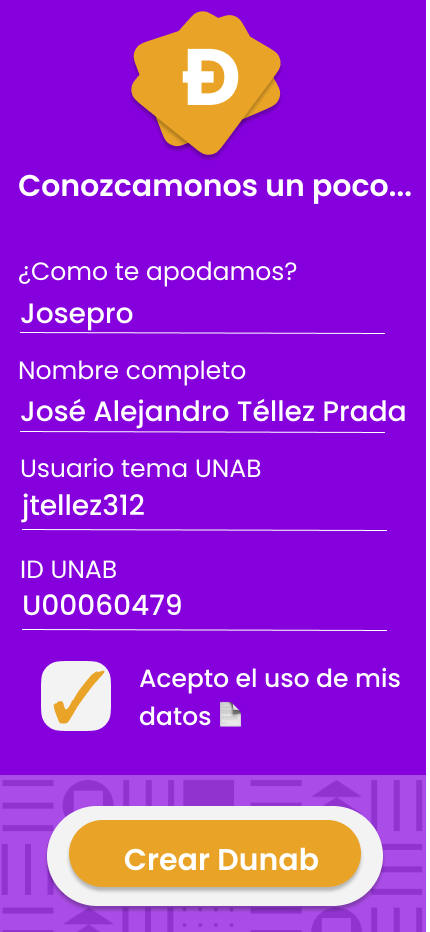 Đ
Conozcamonos un poco...
¿Como te apodamos?
Josepro
Nombre completo
José Alejandro Téllez Prada
Usuario tema UNAB
jtellez312
ID UNAB
U00060479
Acepto el uso de mis
datos
Crear Dunab